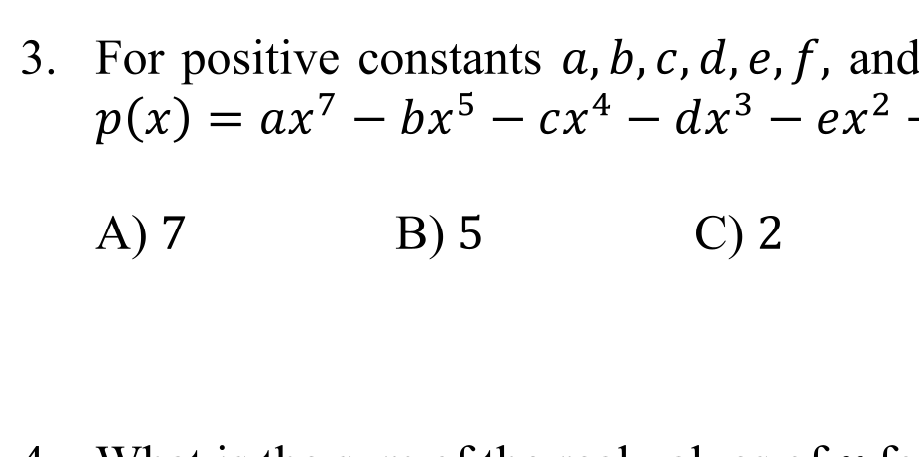 3. For positive constants a, b, c, d, e, f, and
p(x) = ax⁷ − bx⁵ − cx⁴ − dx³ − ex² -
A) 7 B) 5 C) 2